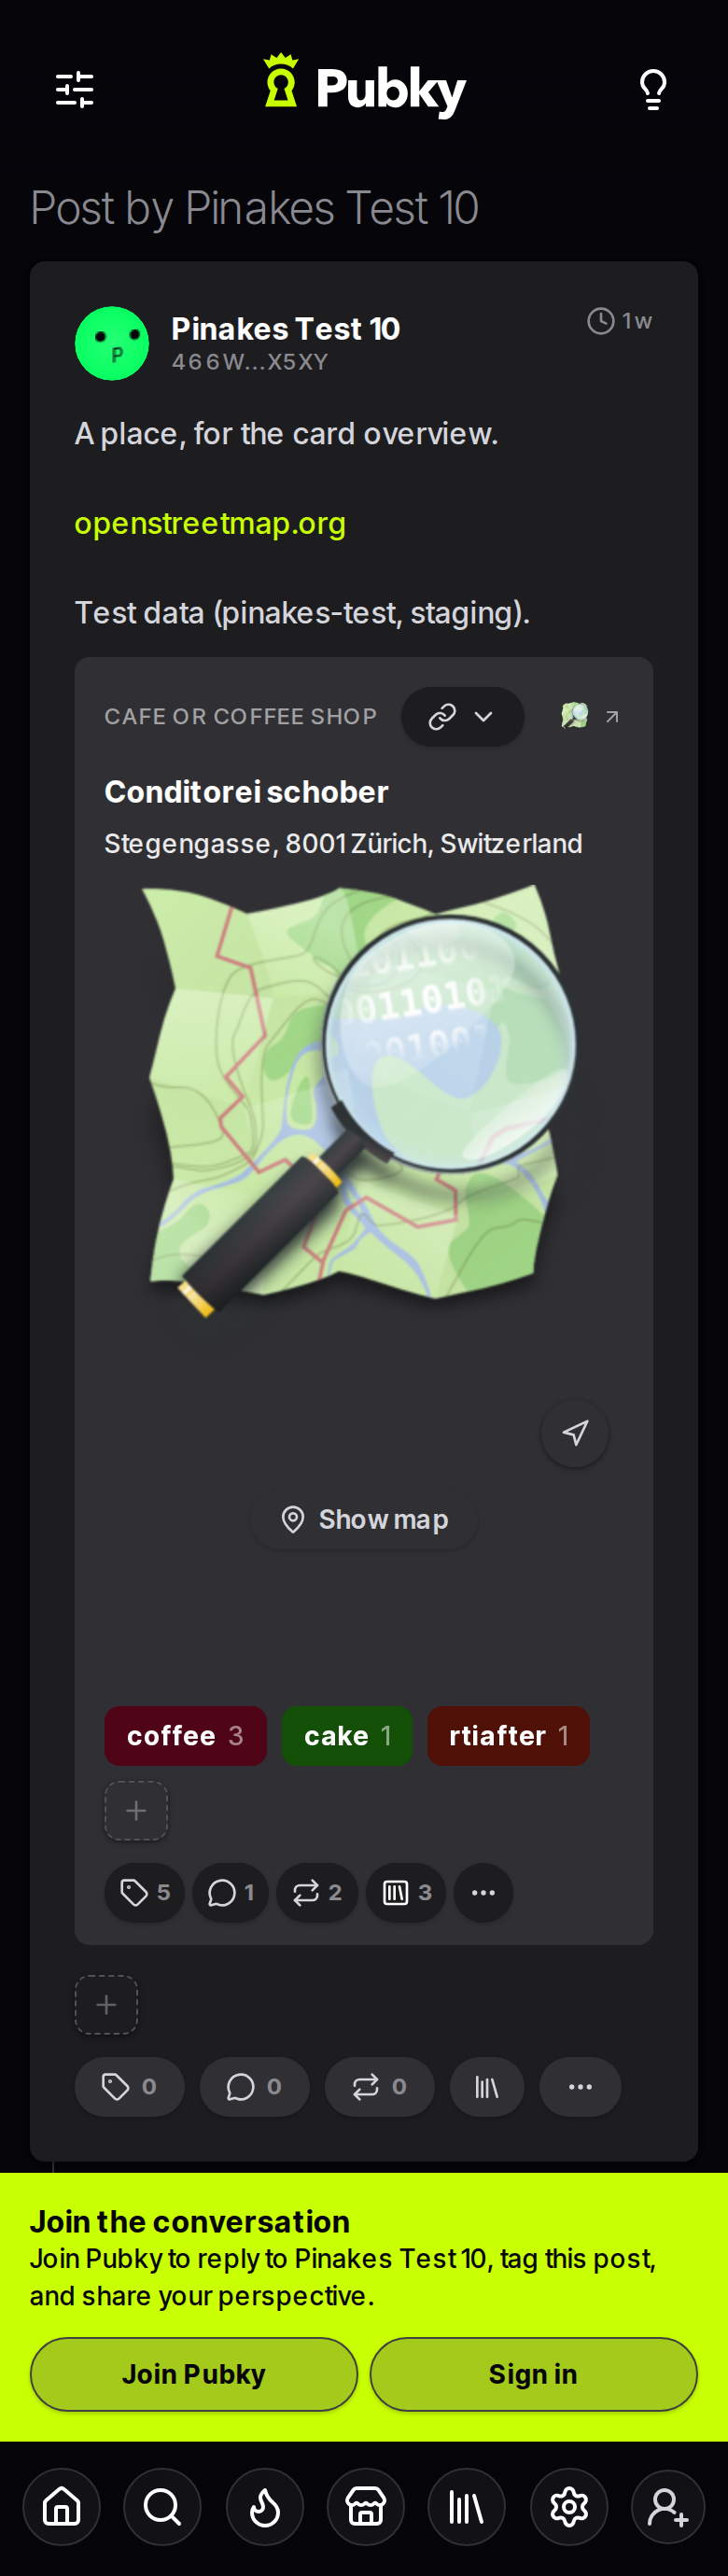 Pubky
Post by Pinakes Test 10
Pinakes Test 10
1w
466W...X5XY
A place, for the card overview.
openstreetmap.org
Test data (pinakes-test, staging).
CAFE OR COFFEE SHOP
Conditorei schober
Stegengasse, 8001 Zürich, Switzerland
Show map
coffee 3
cake 1
rtiafter 1
5
1
2
3
0
0
0
Join the conversation
Join Pubky to reply to Pinakes Test 10, tag this post,
and share your perspective.
Join Pubky
Sign in